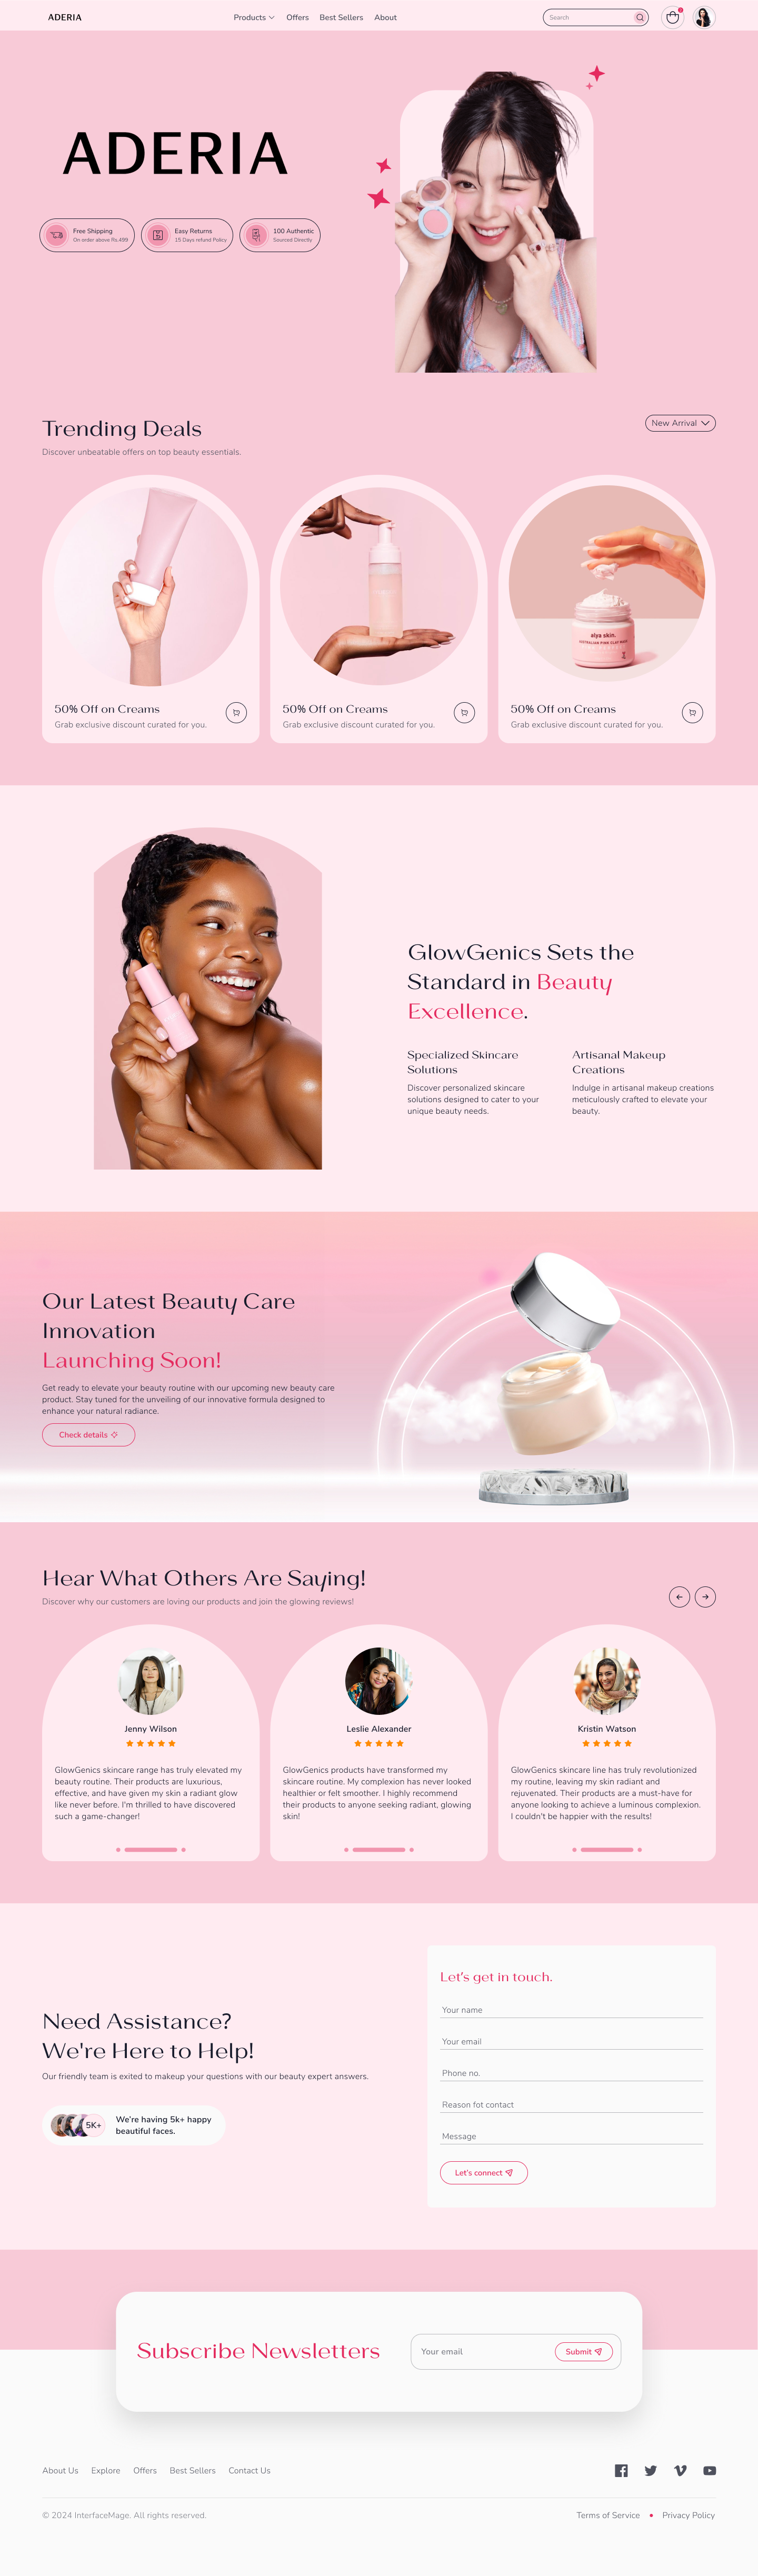 ADERIA
Products
Offers
Best Sellers
About
Search
ADERIA
Free Shipping
On order above Rs.499
Easy Returns
15 Days refund Policy
100 Authentic
Sourced Directly
Trending Deals
Discover unbeatable offers on top beauty essentials.
New Arrival
alya skin.
AUSTRALIAN PINK CLAY MASK
50% Off on Creams
Grab exclusive discount curated for you.
50% Off on Creams
Grab exclusive discount curated for you.
50% Off on Creams
Grab exclusive discount curated for you.
GlowGenics Sets the
Standard in Beauty
Excellence.
Specialized Skincare
Solutions
Discover personalized skincare
solutions designed to cater to your
unique beauty needs.
Artisanal Makeup
Creations
Indulge in artisanal makeup creations
meticulously crafted to elevate your
beauty.
Our Latest Beauty Care
Innovation
Launching Soon!
Get ready to elevate your beauty routine with our upcoming new beauty care
product. Stay tuned for the unveiling of our innovative formula designed to
enhance your natural radiance.
Check details
Hear What Others Are Saying!
Discover why our customers are loving our products and join the glowing reviews!
Jenny Wilson
GlowGenics skincare range has truly elevated my
beauty routine. Their products are luxurious,
effective, and have given my skin a radiant glow
like never before. I'm thrilled to have discovered
such a game-changer!
Leslie Alexander
GlowGenics products have transformed my
skincare routine. My complexion has never looked
healthier or felt smoother. I highly recommend
their products to anyone seeking radiant, glowing
skin!
Kristin Watson
GlowGenics skincare line has truly revolutionized
my routine, leaving my skin radiant and
rejuvenated. Their products are a must-have for
anyone looking to achieve a luminous complexion.
I couldn't be happier with the results!
Need Assistance?
We're Here to Help!
Our friendly team is exited to makeup your questions with our beauty expert answers.
5K+
We're having 5k+ happy
beautiful faces.
Let's get in touch.
Your name
Your email
Phone no.
Reason fot contact
Message
Let's connect
Subscribe Newsletters
Your email
Submit
About Us
Explore
Offers
Best Sellers
Contact Us
© 2024 InterfaceMage. All rights reserved.
Terms of Service
Privacy Policy